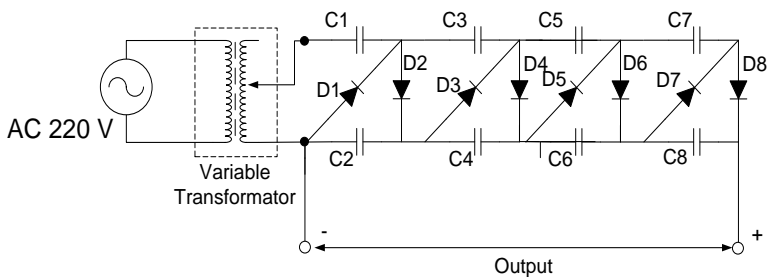 C1 C3 C5 C7
D2 D4 D6 D8
D1 D3 D5 D7
AC 220 V
C2 C4 C6 C8
Variable
Transformator
- +
Output